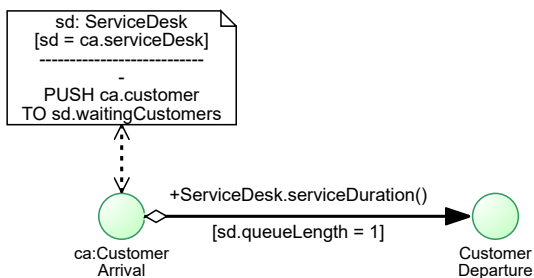 sd: ServiceDesk
[sd = ca.serviceDesk]
---------------------------
-
PUSH ca.customer
TO sd.waitingCustomers
+ServiceDesk.serviceDuration()
[sd.queueLength = 1]
ca:Customer
Arrival
Customer
Departure